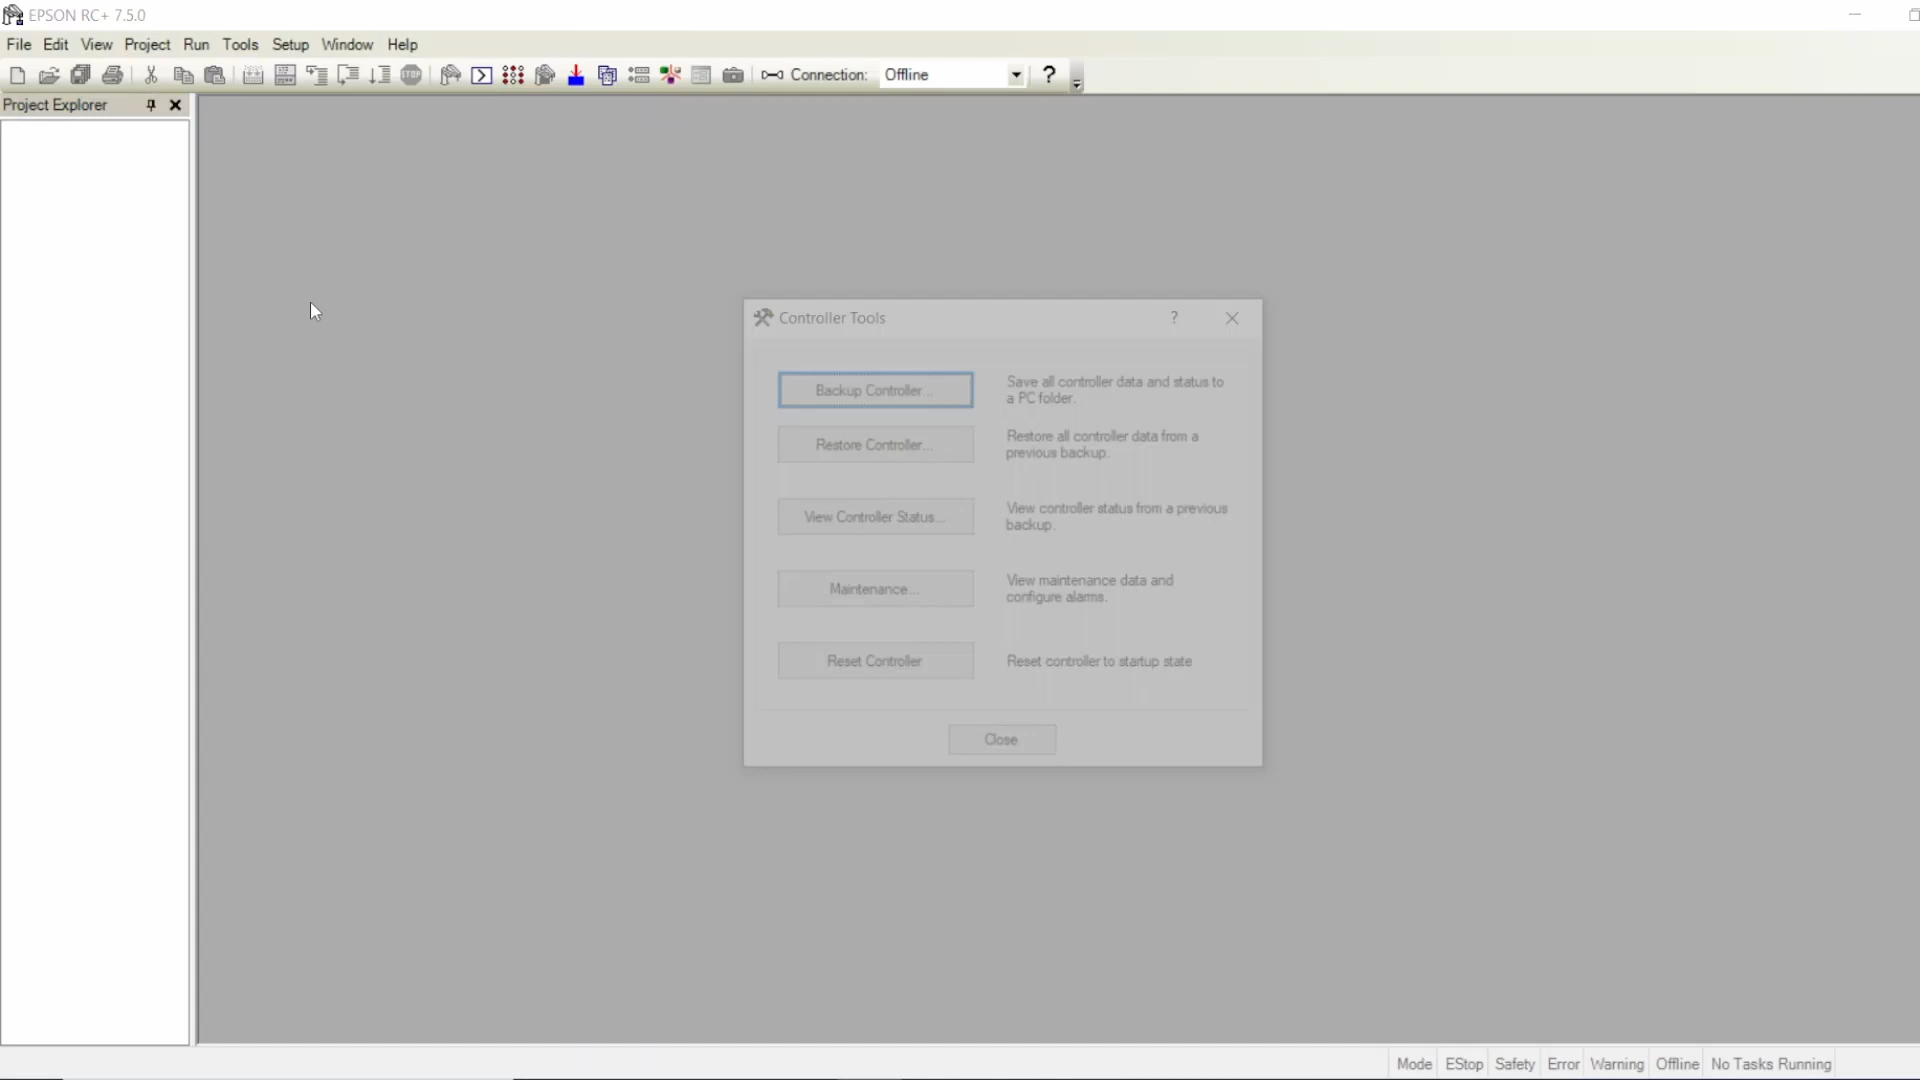 EPSON RC+ 7.5.0
File Edit View Project Run Tools Setup Window Help
STOP Connection: Offline ?
Project Explorer
Controller Tools ?
Backup Controller... Save all controller data and status to
a PC folder.
Restore Controller... Restore all controller data from a
previous backup.
View Controller Status... View controller status from a previous
backup.
Maintenance... View maintenance data and
configure alarms.
Reset Controller Reset controller to startup state
Close
Mode EStop Safety Error Warning Offline No Tasks Running